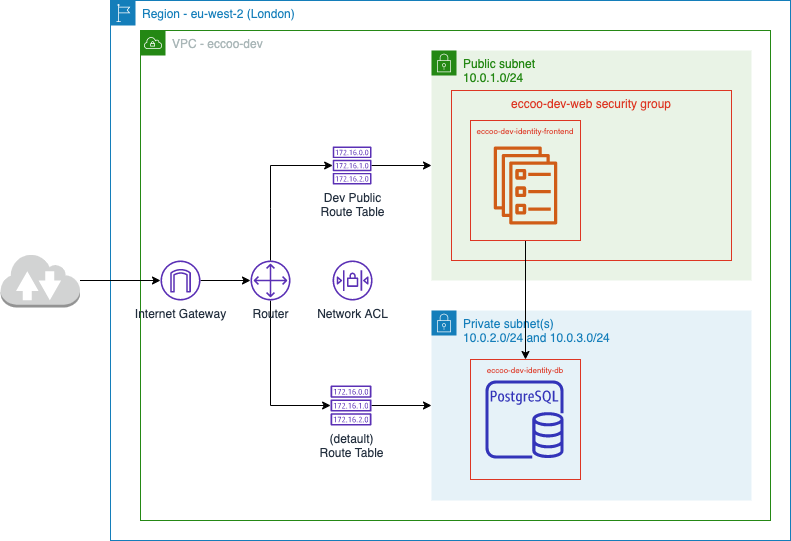 Region - eu-west-2 (London)
VPC - eccoo-dev
Public subnet
10.0.1.0/24
eccoo-dev-web security group
eccoo-dev-identity-frontend
172.16.0.0
172.16.1.0
172.16.2.0
Dev Public
Route Table
Internet Gateway
Router
Network ACL
Private subnet(s)
10.0.2.0/24 and 10.0.3.0/24
eccoo-dev-identity-db
PostgreSQL
172.16.0.0
172.16.1.0
172.16.2.0
(detault)
Route Table